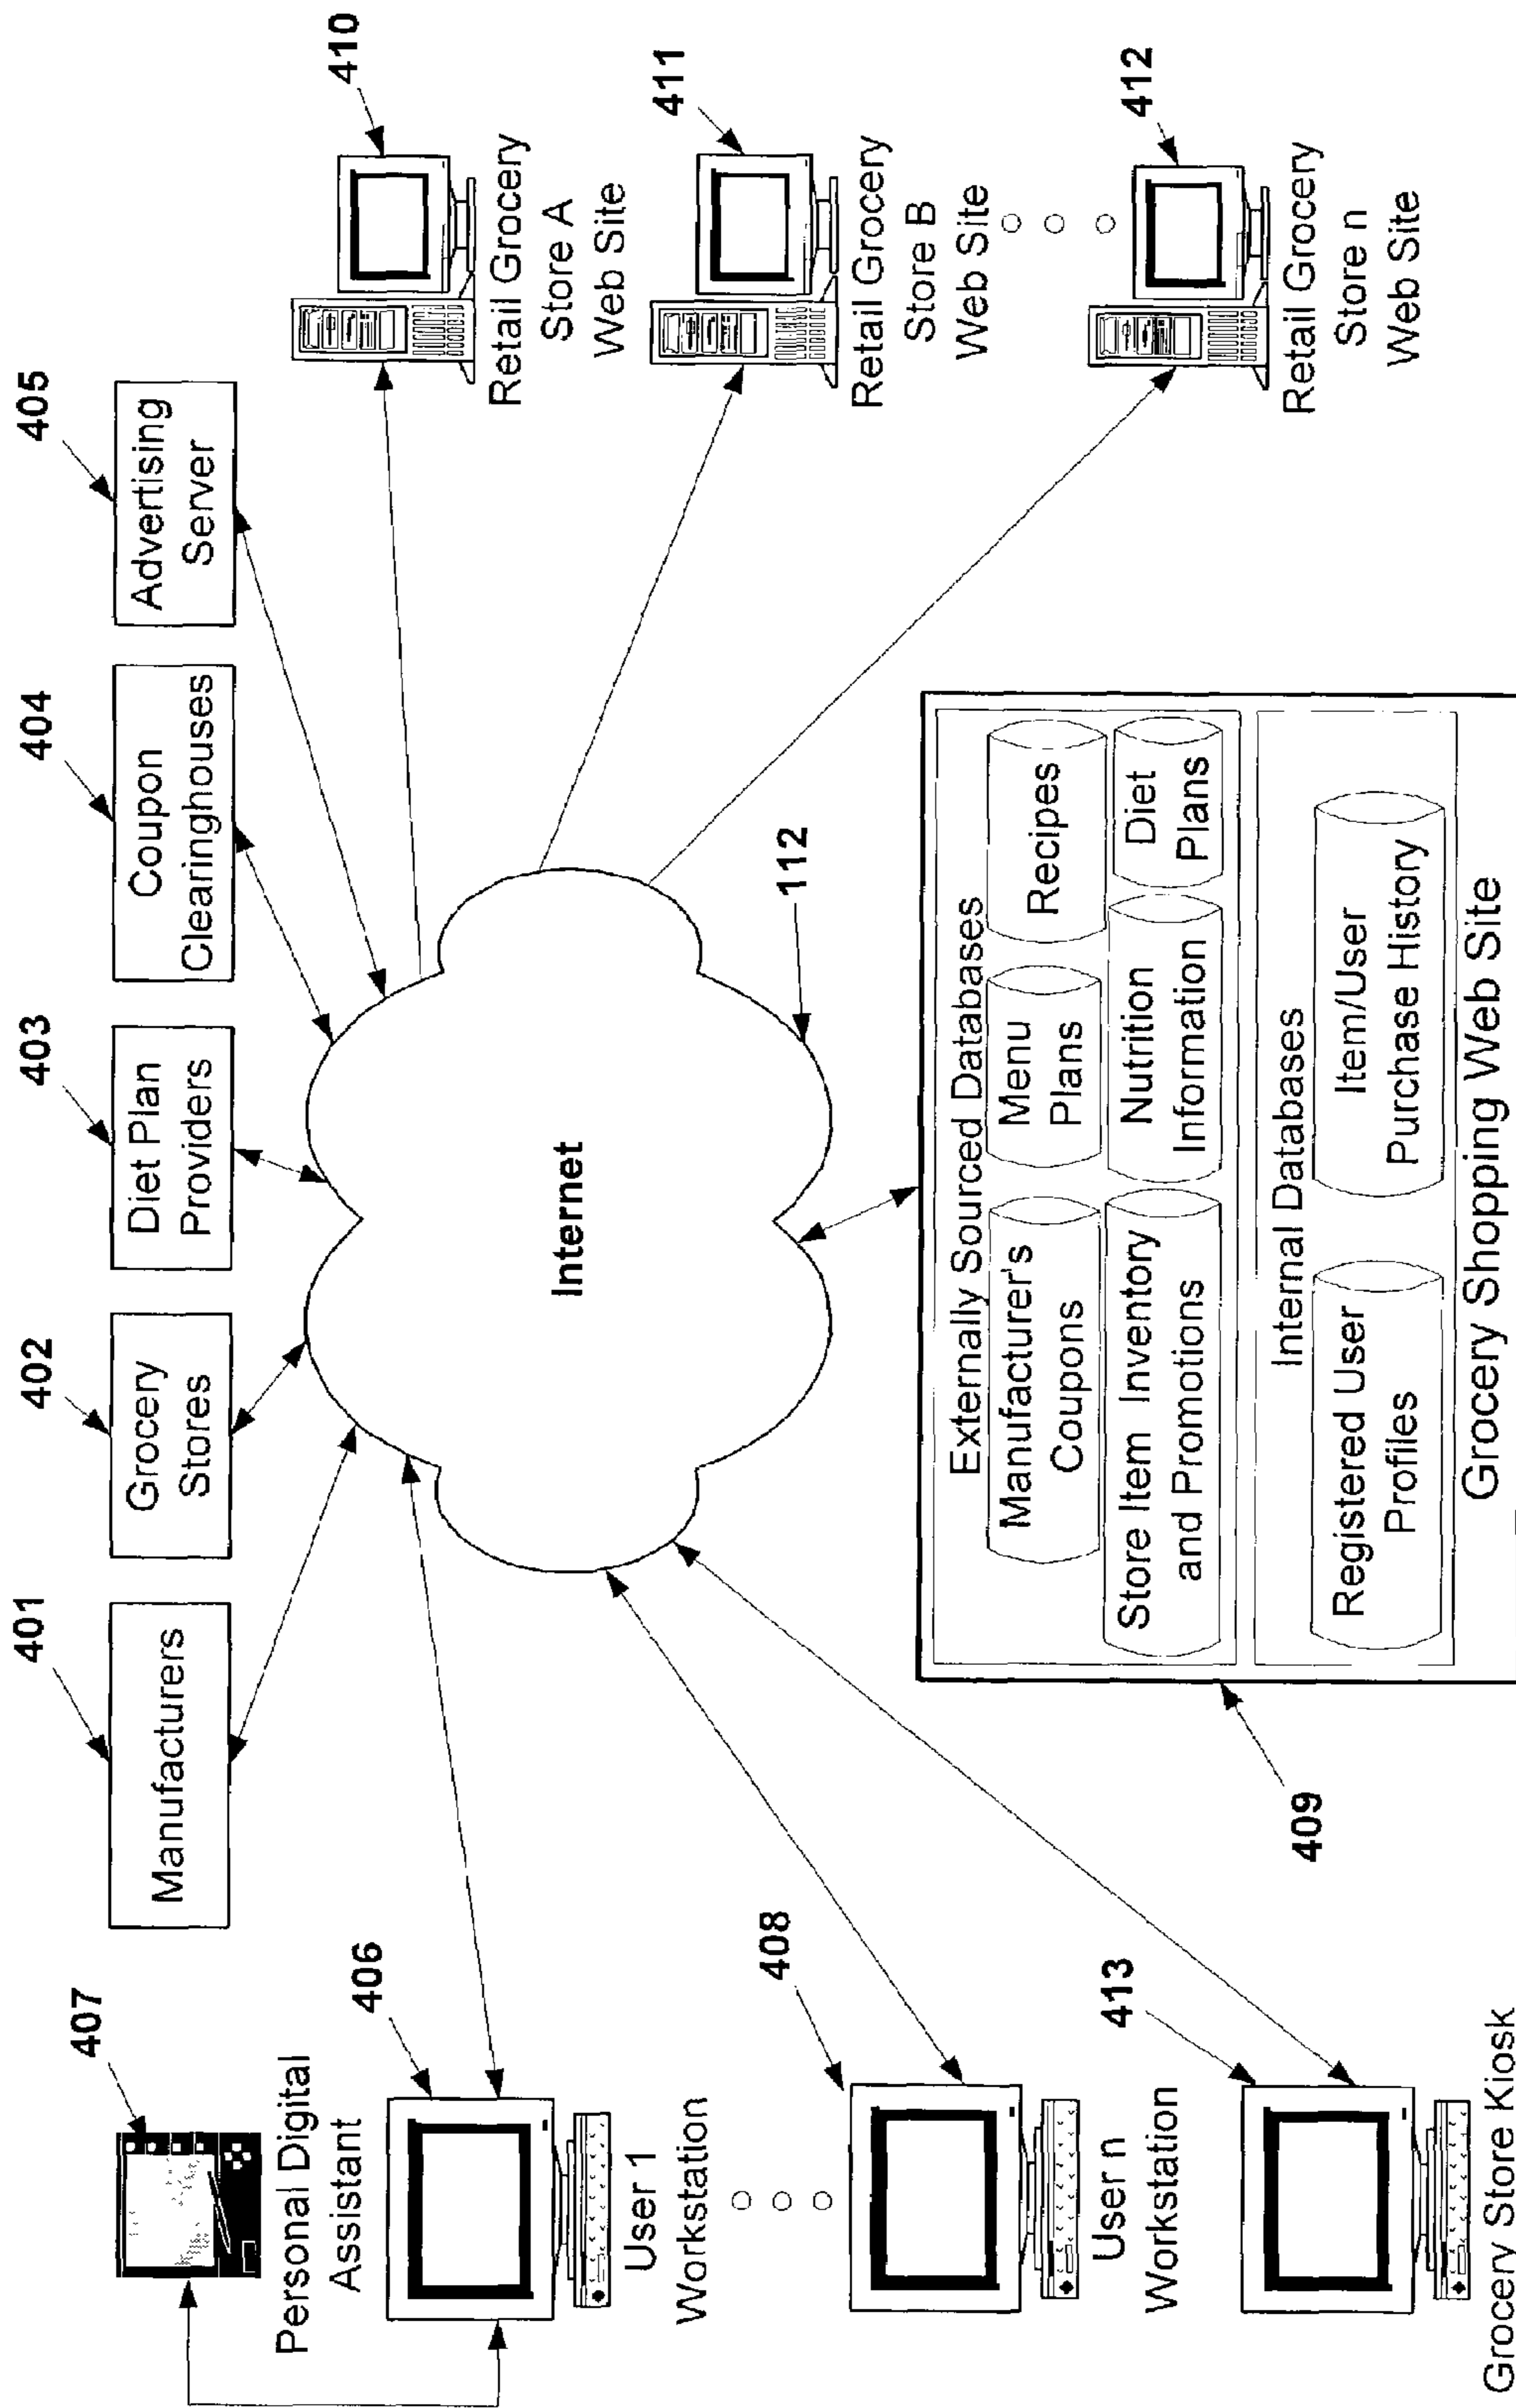 407
Personal Digital
Assistant
406
User 1
Workstation
408
User n
Workstation
413
Grocery Store Kiosk
401
Manufacturers
402
Grocery
Stores
403
Diet Plan
Providers
404
Coupon
Clearinghouses
405
Advertising
Server
Internet
112
410
Retail Grocery
Store A
Web Site
411
Retail Grocery
Store B
Web Site
412
Retail Grocery
Store n
Web Site
409
Externally Sourced Databases
Manufacturer's
Coupons
Menu
Plans
Recipes
Store Item Inventory
and Promotions
Nutrition
Information
Diet
Plans
Internal Databases
Registered User
Profiles
Item/User
Purchase History
Grocery Shopping Web Site